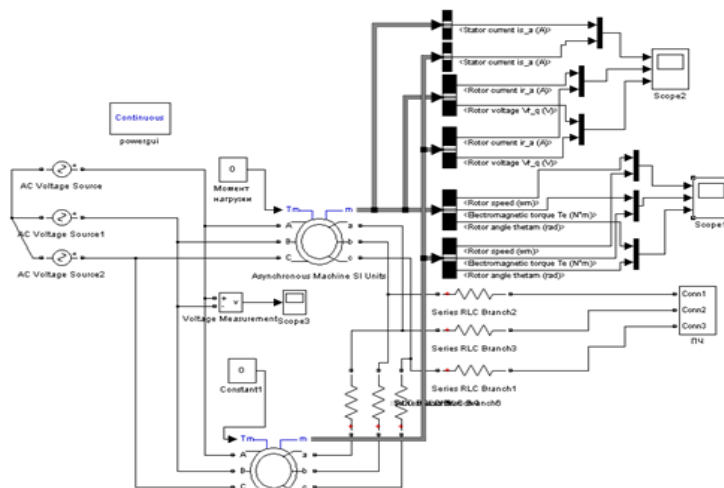 <Stator current is_a (A)>
<Stator current is_a (A)>
<Rotor current ir_a (A)>
<Rotor voltage Vr_q (V)>
<Rotor current ir_a (A)>
<Rotor voltage Vr_q (V)>
Scope2
Continuous
powergui
AC Voltage Source
AC Voltage Source1
AC Voltage Source2
0
Момент
нагрузки
Tm
m
A
B
C
a
b
c
Asynchronous Machine SI Units
<Rotor speed (wm)>
<Electromagnetic torque Te (N*m)>
<Rotor angle thetam (rad)>
<Rotor speed (wm)>
<Electromagnetic torque Te (N*m)>
<Rotor angle thetam (rad)>
Scope1
+
-
v
Voltage Measurement
Scope3
Series RLC Branch2
Series RLC Branch3
Series RLC Branch1
Conn1
Conn2
Conn3
ПЧ
0
Constant1
Tm
m
A
B
C
a
b
c